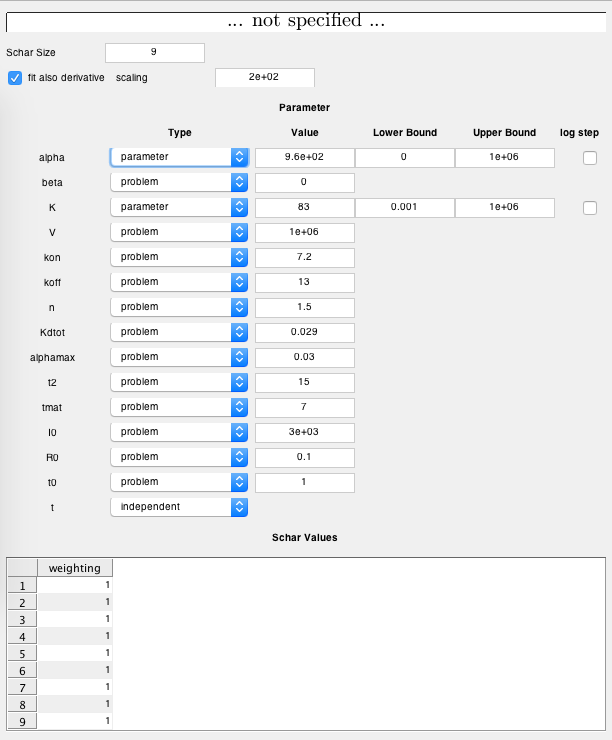 ... not specified ...
Schar Size 9
fit also derivative scaling 2e+02
Parameter
Type Value Lower Bound Upper Bound log step
alpha parameter 9.6e+02 0 1e+06
beta problem 0
K parameter 83 0.001 1e+06
V problem 1e+06
kon problem 7.2
koff problem 13
n problem 1.5
Kdtot problem 0.029
alphamax problem 0.03
t2 problem 15
tmat problem 7
I0 problem 3e+03
R0 problem 0.1
t0 problem 1
t independent
Schar Values
weighting
1 1
2 1
3 1
4 1
5 1
6 1
7 1
8 1
9 1